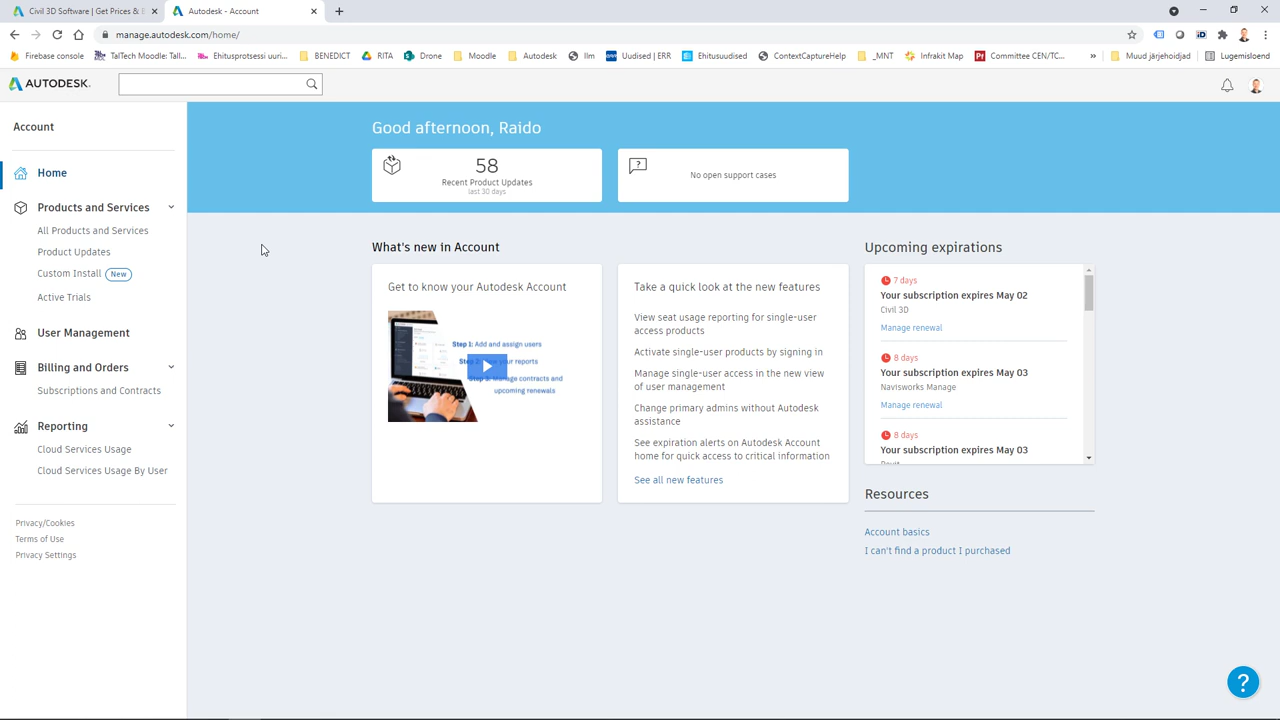 Civil 3D Software | Get Prices & B
Autodesk - Account
manage.autodesk.com/home/
Firebase console
TalTech Moodle: Tall...
Ehitusprotsessi uuri...
BENEDICT
RITA
Drone
Moodle
Autodesk
Ilm
Uudised | ERR
Ehitusuudised
ContextCaptureHelp
_MNT
Infrakit Map
Committee CEN/TC...
»
Muud järjehoidjad
Lugemisloend
AUTODESK.
Account
Home
Products and Services
All Products and Services
Product Updates
Custom Install New
Active Trials
User Management
Billing and Orders
Subscriptions and Contracts
Reporting
Cloud Services Usage
Cloud Services Usage By User
Privacy/Cookies
Terms of Use
Privacy Settings
Good afternoon, Raido
58
Recent Product Updates
last 30 days
No open support cases
What's new in Account
Get to know your Autodesk Account
Step 1: Add and assign users
Step 2: View your reports
Step 3: Manage contracts and
upcoming renewals
Take a quick look at the new features
View seat usage reporting for single-user
access products
Activate single-user products by signing in
Manage single-user access in the new view
of user management
Change primary admins without Autodesk
assistance
See expiration alerts on Autodesk Account
home for quick access to critical information
See all new features
Upcoming expirations
7 days
Your subscription expires May 02
Civil 3D
Manage renewal
8 days
Your subscription expires May 03
Navisworks Manage
Manage renewal
8 days
Your subscription expires May 03
Revit
Resources
Account basics
I can't find a product I purchased
?